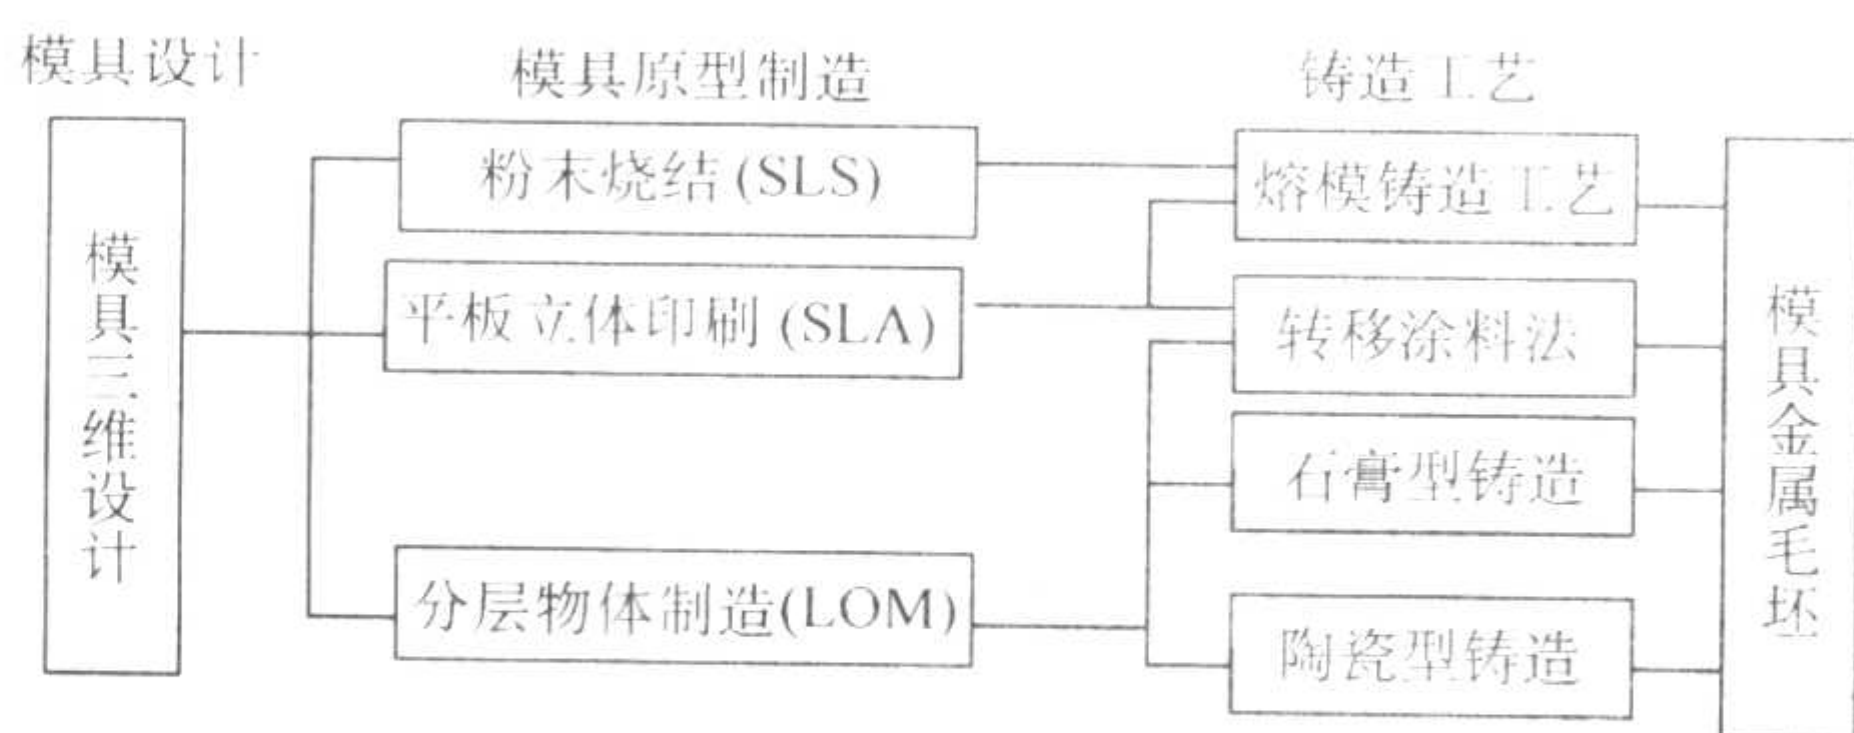 模具设计
模具原型制造
铸造工艺
模具三维设计
粉末烧结(SLS)
平板立体印刷(SLA)
分层物体制造(LOM)
熔模铸造工艺
转移涂料法
石膏型铸造
陶瓷型铸造
模具金属毛坯